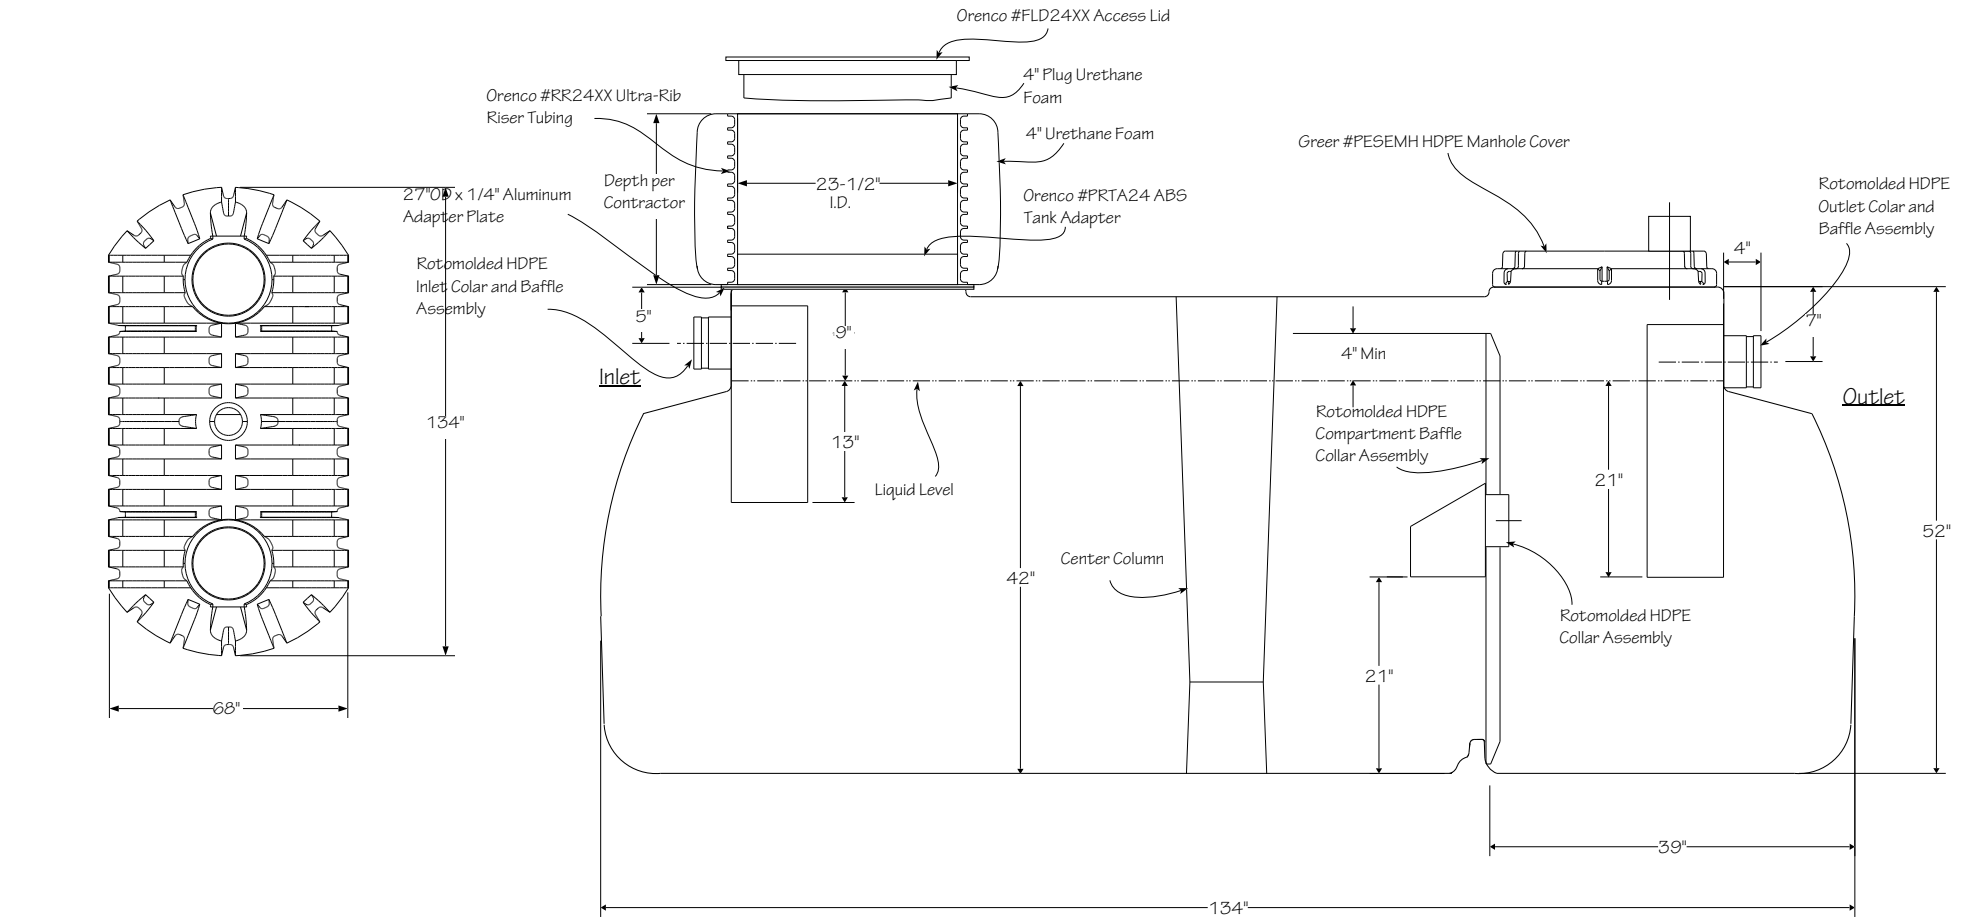 Orenco #FLD24XX Access Lid
4" Plug Urethane
Foam
Orenco #RR24XX Ultra-Rib
Riser Tubing
4" Urethane Foam
Greer #PESEMH HDPE Manhole Cover
Depth per
Contractor
23-1/2"
I.D.
Orenco #PRTA24 ABS
Tank Adapter
Rotomolded HDPE
Outlet Colar and
Baffle Assembly
27"OD x 1/4" Aluminum
Adapter Plate
Rotomolded HDPE
Inlet Colar and Baffle
Assembly
4"
5"
9"
7"
4" Min
Inlet
Outlet
134"
13"
Liquid Level
Rotomolded HDPE
Compartment Baffle
Collar Assembly
21"
52"
Center Column
42"
Rotomolded HDPE
Collar Assembly
21"
68"
39"
134"